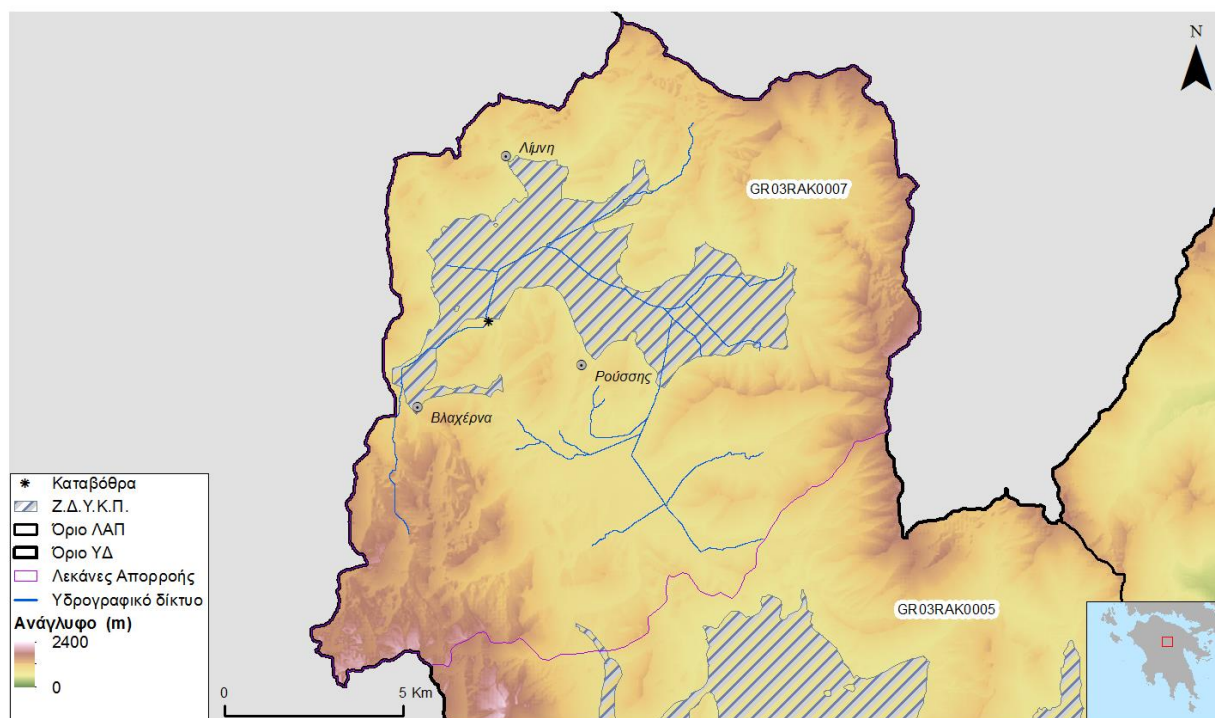 N
Λίμνη
GR03RAK0007
Ρούσσης
Βλαχέρνα
Καταβόθρα
Ζ.Δ.Υ.Κ.Π.
Όριο ΛΑΠ
Όριο ΥΔ
Λεκάνες Απορροής
Υδρογραφικό δίκτυο
Ανάγλυφο (m)
2400
0
GR03RAK0005
0 5 Km